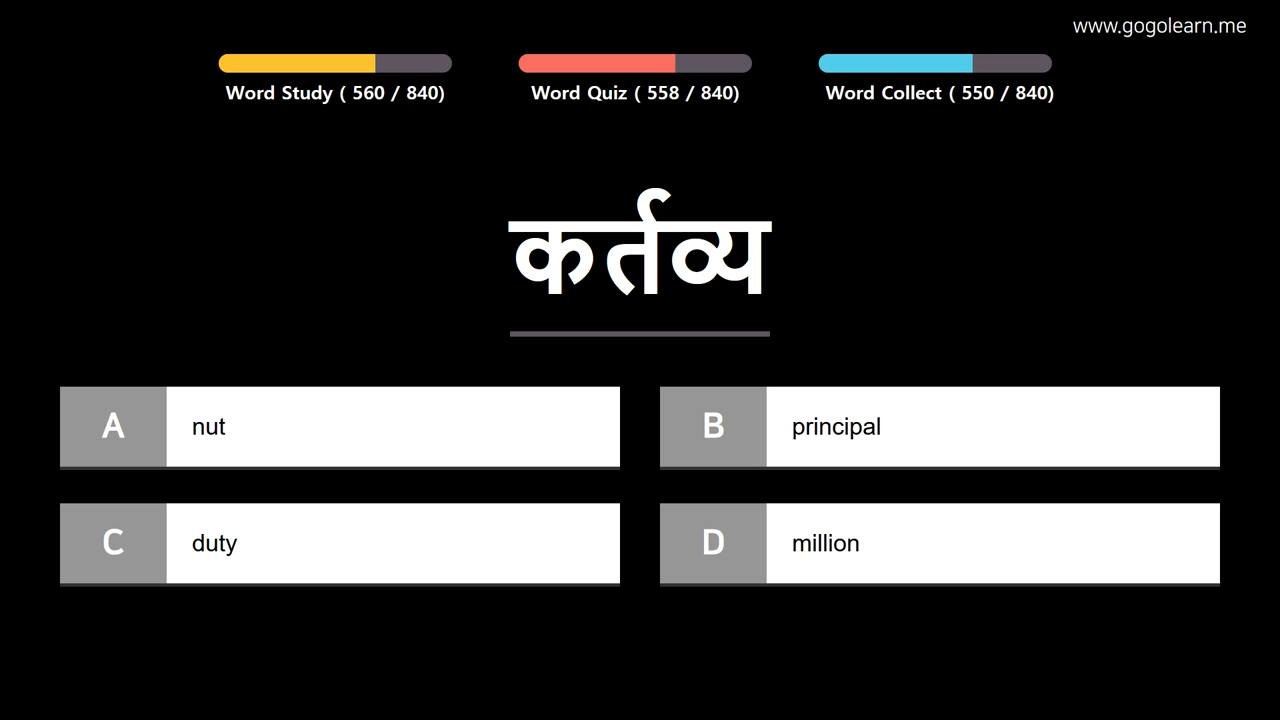 www.gogolearn.me
Word Study ( 560 / 840) Word Quiz ( 558 / 840) Word Collect ( 550 / 840)
कर्तव्य
A nut B principal
C duty D million